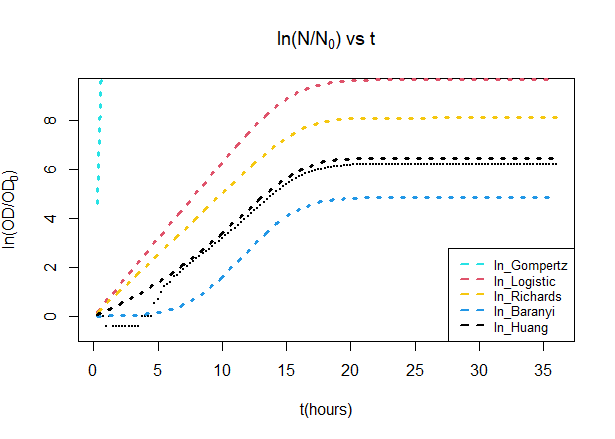 ln(N/N₀) vs t
ln(OD/OD₀)
8
6
4
2
0
0 5 10 15 20 25 30 35
t(hours)
ln_Gompertz
ln_Logistic
ln_Richards
ln_Baranyi
ln_Huang